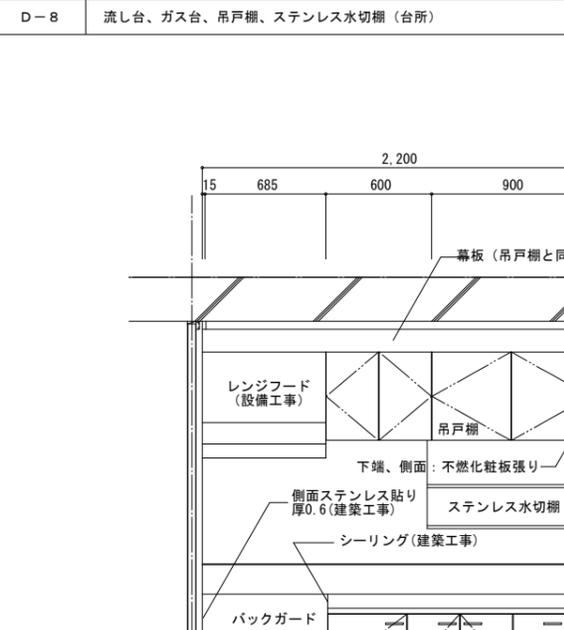 D－8
流し台、ガス台、吊戸棚、ステンレス水切棚（台所）
2,200
15 685 600 900
幕板（吊戸棚と同
レンジフード
（設備工事）
吊戸棚
下端、側面：不燃化粧板張り
側面ステンレス貼り
厚0.6(建築工事)
ステンレス水切棚
シーリング(建築工事)
バックガード